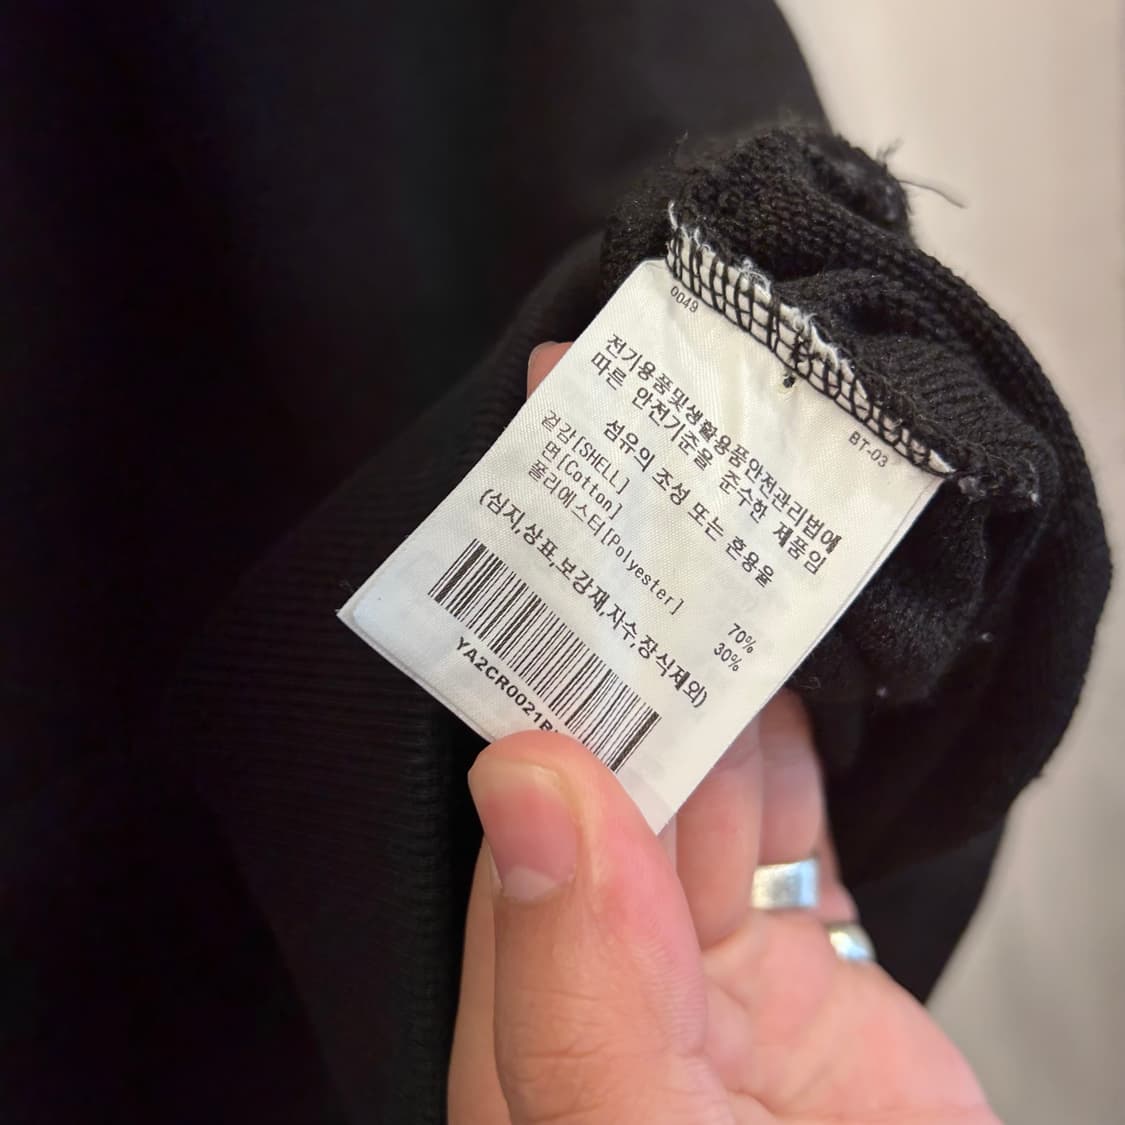 0049
BT-03
전기용품및생활용품안전관리법에
따른 안전기준을 준수한 제품임
섬유의 조성 또는 혼용율
겉감[SHELL]
면[Cotton] 70%
폴리에스터[Polyester] 30%
(심지,상표,보강재,자수,장식제외)
YA2CR0021B